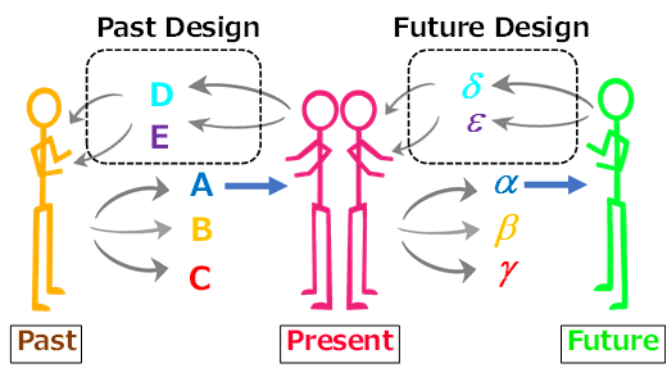 Past Design
Future Design
D
E
δ
ε
A
B
C
α
β
γ
Past
Present
Future